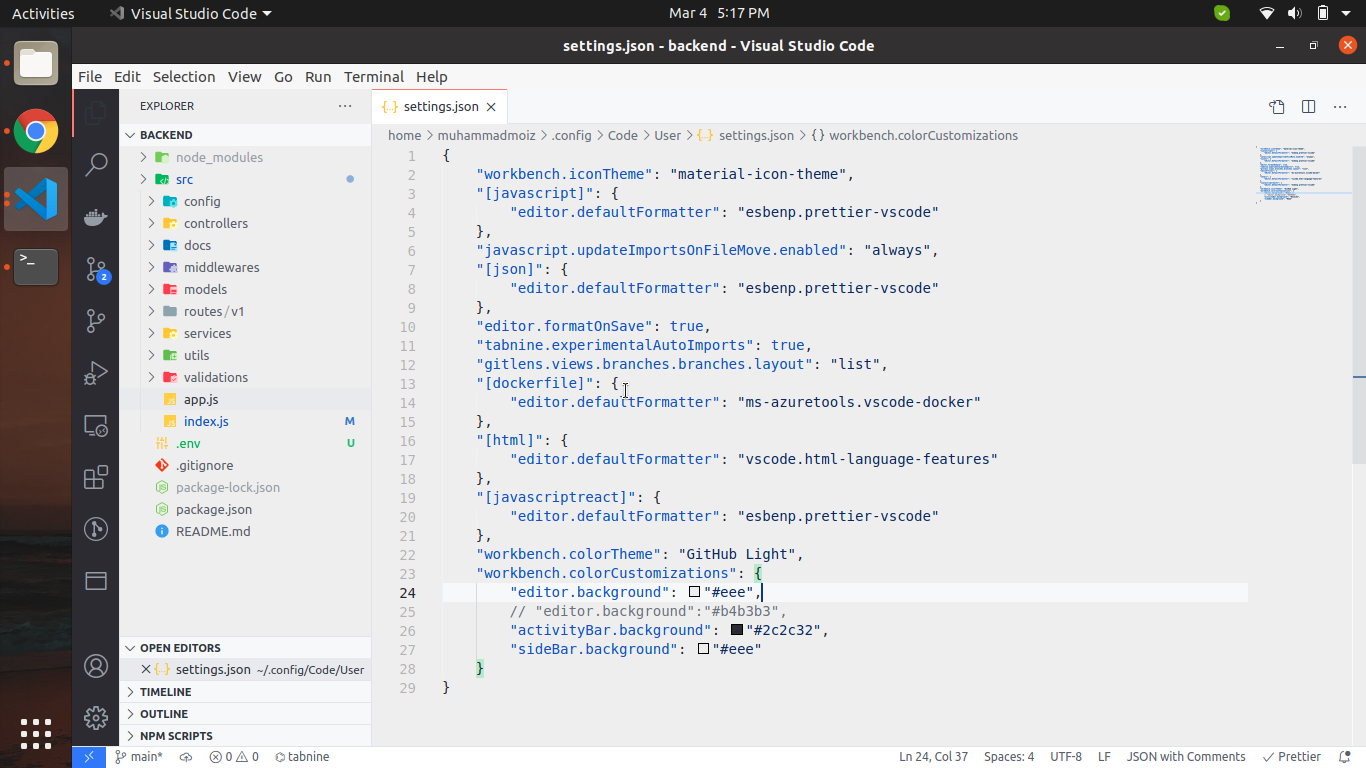 Activities
Visual Studio Code
Mar 4 5:17 PM
settings.json - backend - Visual Studio Code
File Edit Selection View Go Run Terminal Help
EXPLORER
BACKEND
node_modules
src
config
controllers
docs
middlewares
models
routes / v1
services
utils
validations
app.js
index.js M
.env U
.gitignore
package-lock.json
package.json
README.md
OPEN EDITORS
settings.json ~/.config/Code/User
TIMELINE
OUTLINE
NPM SCRIPTS
2
settings.json
home > muhammadmoiz > .config > Code > User > {..} settings.json > {} workbench.colorCustomizations
1 {
2 "workbench.iconTheme": "material-icon-theme",
3 "[javascript]": {
4 "editor.defaultFormatter": "esbenp.prettier-vscode"
5 },
6 "javascript.updateImportsOnFileMove.enabled": "always",
7 "[json]": {
8 "editor.defaultFormatter": "esbenp.prettier-vscode"
9 },
10 "editor.formatOnSave": true,
11 "tabnine.experimentalAutoImports": true,
12 "gitlens.views.branches.branches.layout": "list",
13 "[dockerfile]": {
14 "editor.defaultFormatter": "ms-azuretools.vscode-docker"
15 },
16 "[html]": {
17 "editor.defaultFormatter": "vscode.html-language-features"
18 },
19 "[javascriptreact]": {
20 "editor.defaultFormatter": "esbenp.prettier-vscode"
21 },
22 "workbench.colorTheme": "GitHub Light",
23 "workbench.colorCustomizations": {
24 "editor.background": "#eee",
25 // "editor.background":"#b4b3b3",
26 "activityBar.background": "#2c2c32",
27 "sideBar.background": "#eee"
28 }
29 }
main* 0 0 tabnine
Ln 24, Col 37 Spaces: 4 UTF-8 LF JSON with Comments Prettier